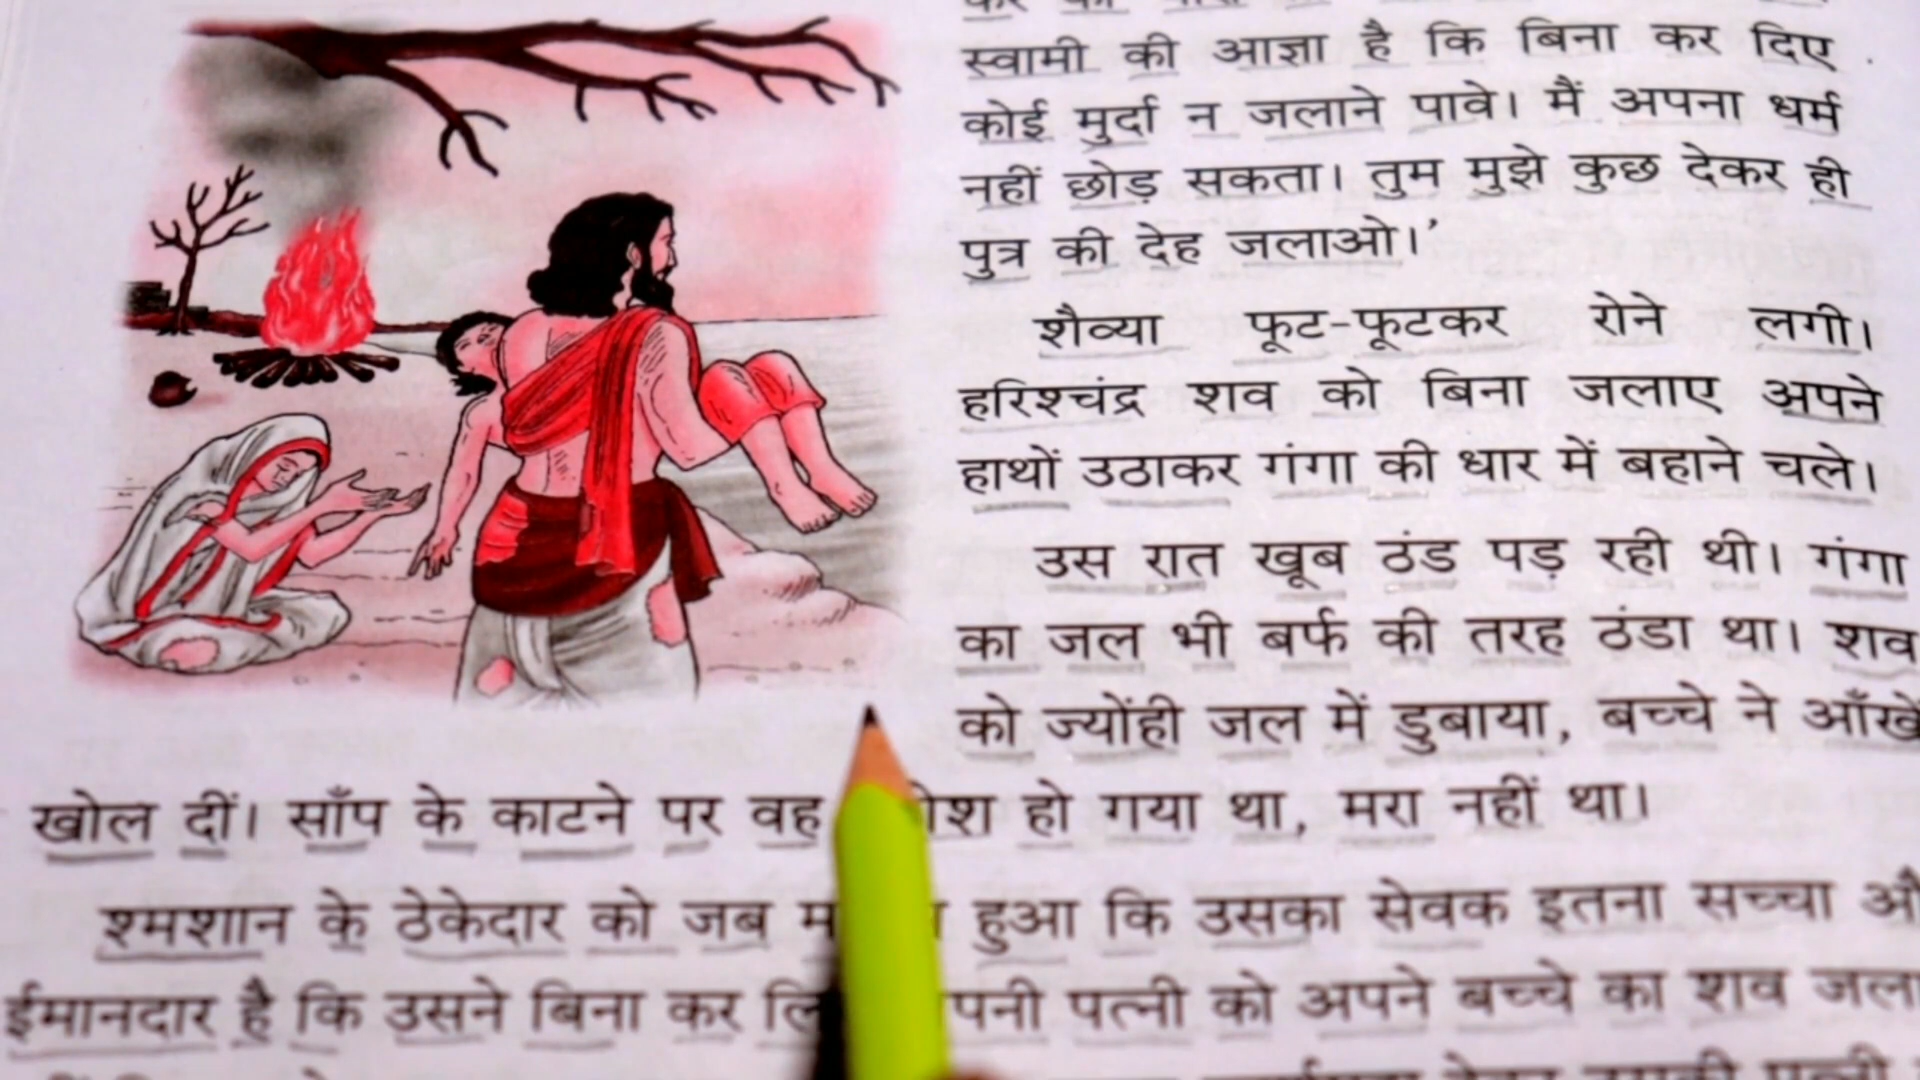 स्वामी की आज्ञा है कि बिना कर दिए
कोई मुर्दा न जलाने पावे। मैं अपना धर्म
नहीं छोड़ सकता। तुम मुझे कुछ देकर ही
पुत्र की देह जलाओ।’
शैव्या फूट-फूटकर रोने लगी।
हरिश्चंद्र शव को बिना जलाए अपने
हाथों उठाकर गंगा की धार में बहाने चले।
उस रात खूब ठंड पड़ रही थी। गंगा
का जल भी बर्फ की तरह ठंडा था। शव
को ज्योंही जल में डुबाया, बच्चे ने आँखें
खोल दीं। साँप के काटने पर वह हो गया था, मरा नहीं था।
श्मशान के ठेकेदार को जब हुआ कि उसका सेवक इतना सच्चा
ईमानदार है कि उसने बिना कर पत्नी को अपने बच्चे का शव